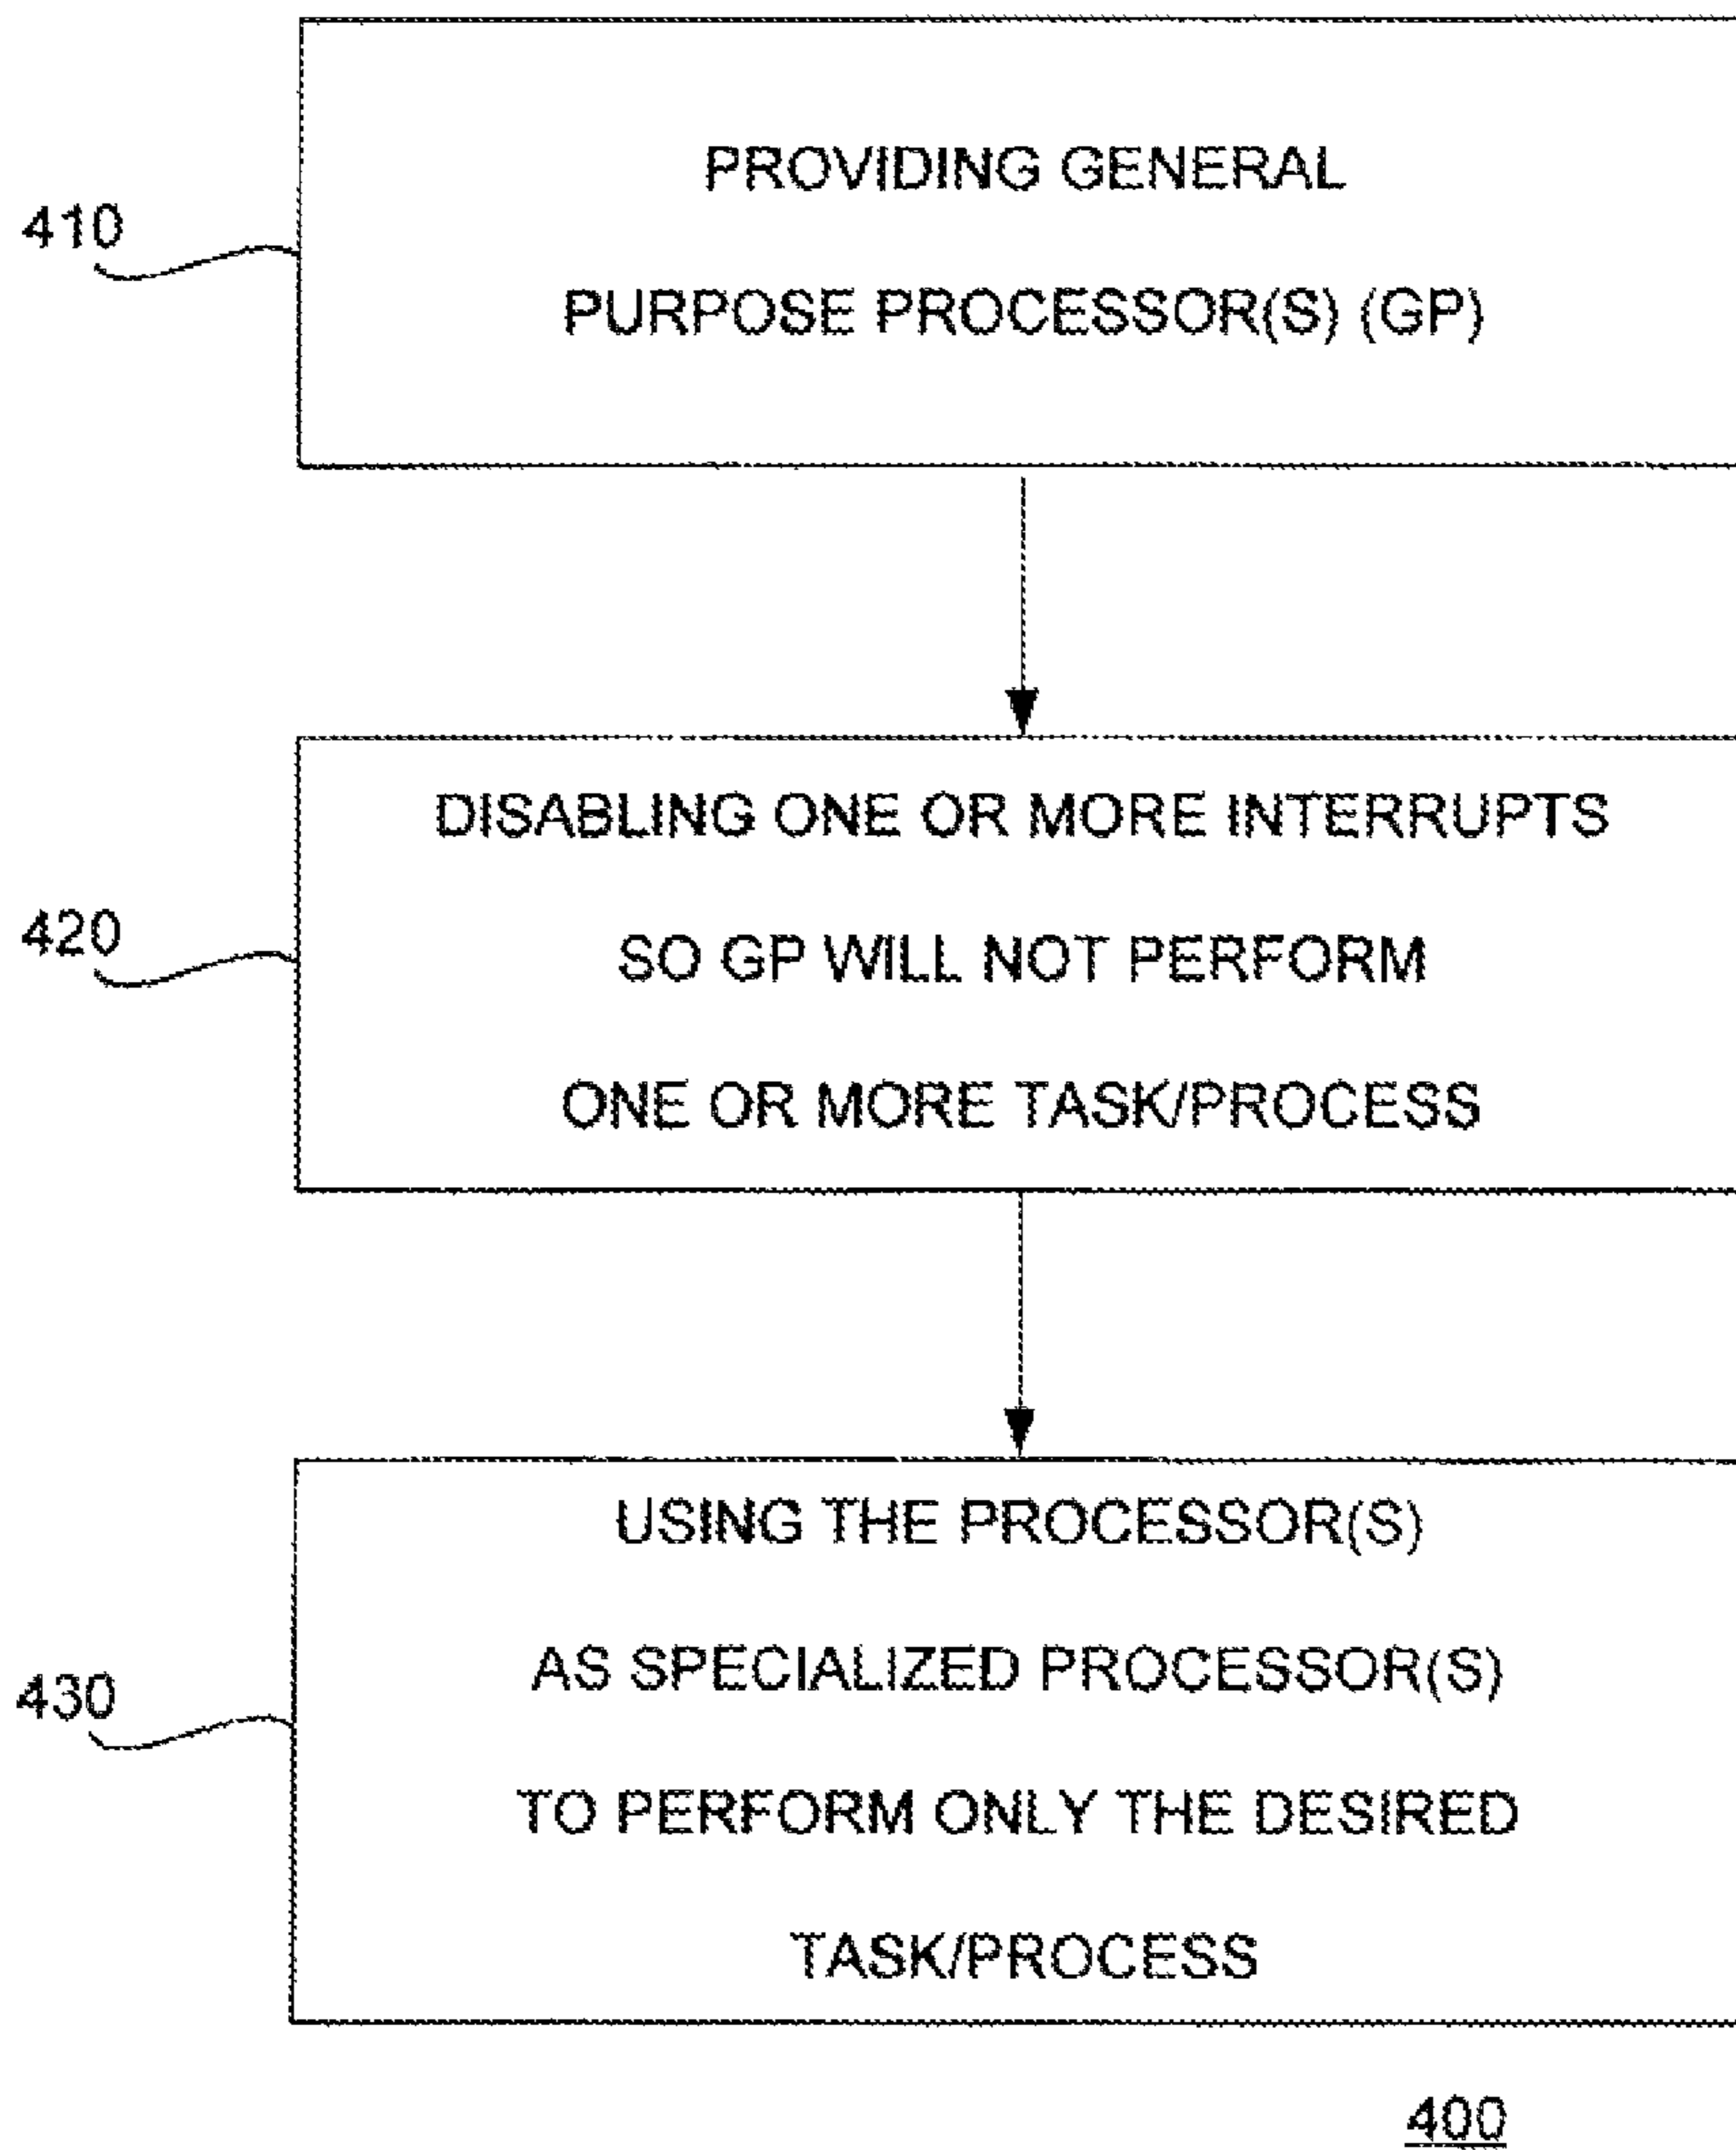 PROVIDING GENERAL
410
PURPOSE PROCESSOR(S) (GP)
DISABLING ONE OR MORE INTERRUPTS
420
SO GP WILL NOT PERFORM
ONE OR MORE TASK/PROCESS
USING THE PROCESSOR(S)
AS SPECIALIZED PROCESSOR(S)
430
TO PERFORM ONLY THE DESIRED
TASK/PROCESS
400